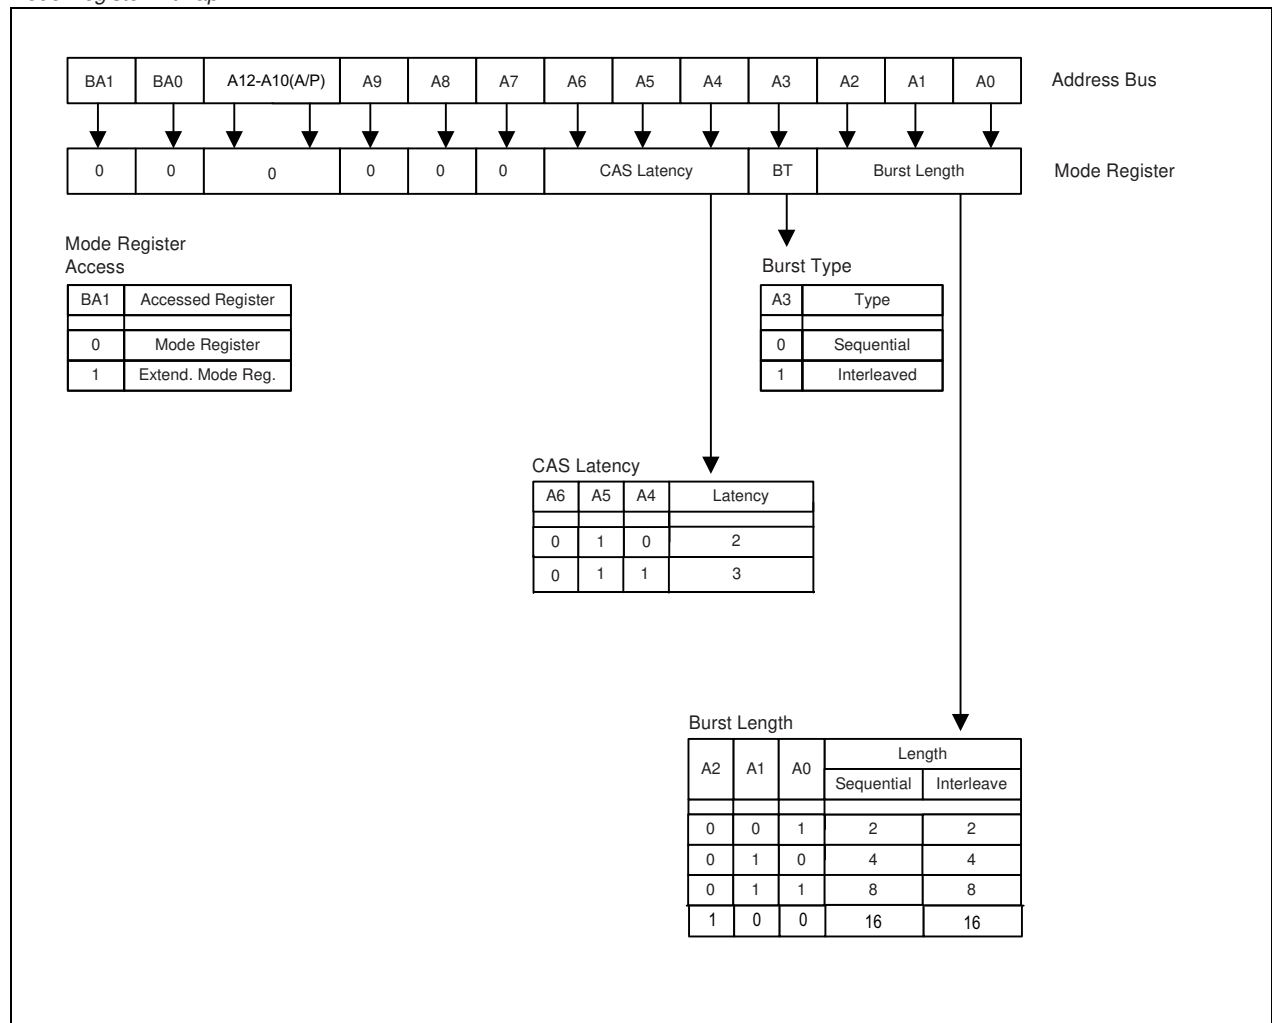 BA1 BA0 A12-A10(A/P) A9 A8 A7 A6 A5 A4 A3 A2 A1 A0 Address Bus
0 0 0 0 0 0 CAS Latency BT Burst Length Mode Register
Mode Register
Access
BA1 Accessed Register
0 Mode Register
1 Extend. Mode Reg.
Burst Type
A3 Type
0 Sequential
1 Interleaved
CAS Latency
A6 A5 A4 Latency
0 1 0 2
0 1 1 3
Burst Length
A2 A1 A0 Length
Sequential Interleave
0 0 1 2 2
0 1 0 4 4
0 1 1 8 8
1 0 0 16 16